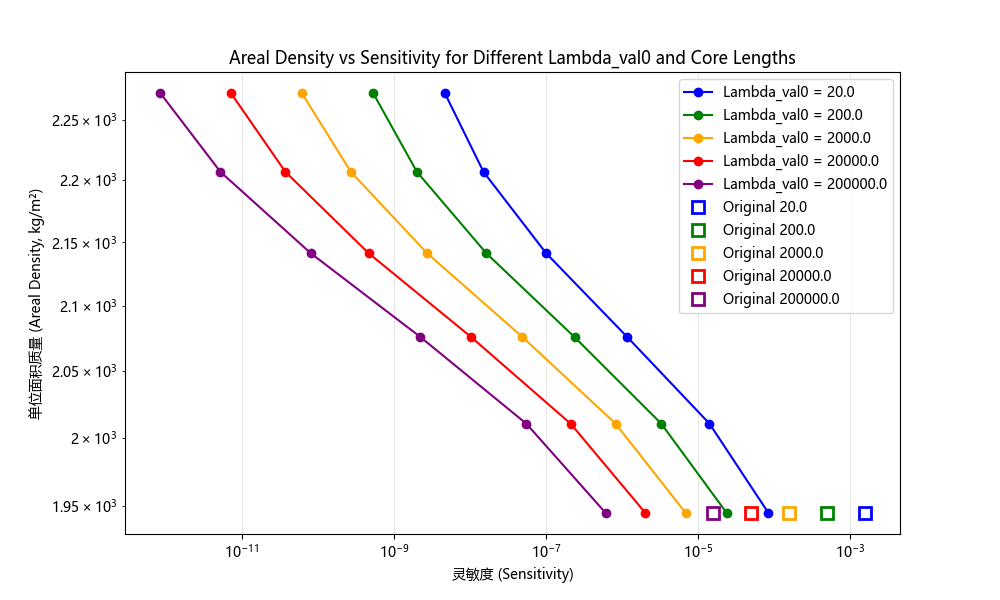 Areal Density vs Sensitivity for Different Lambda_val0 and Core Lengths
Lambda_val0 = 20.0
Lambda_val0 = 200.0
Lambda_val0 = 2000.0
Lambda_val0 = 20000.0
Lambda_val0 = 200000.0
Original 20.0
Original 200.0
Original 2000.0
Original 20000.0
Original 200000.0
单位面积质量 (Areal Density, kg/m²)
2.25 × 10³
2.2 × 10³
2.15 × 10³
2.1 × 10³
2.05 × 10³
2 × 10³
1.95 × 10³
10⁻¹¹
10⁻⁹
10⁻⁷
10⁻⁵
10⁻³
灵敏度 (Sensitivity)